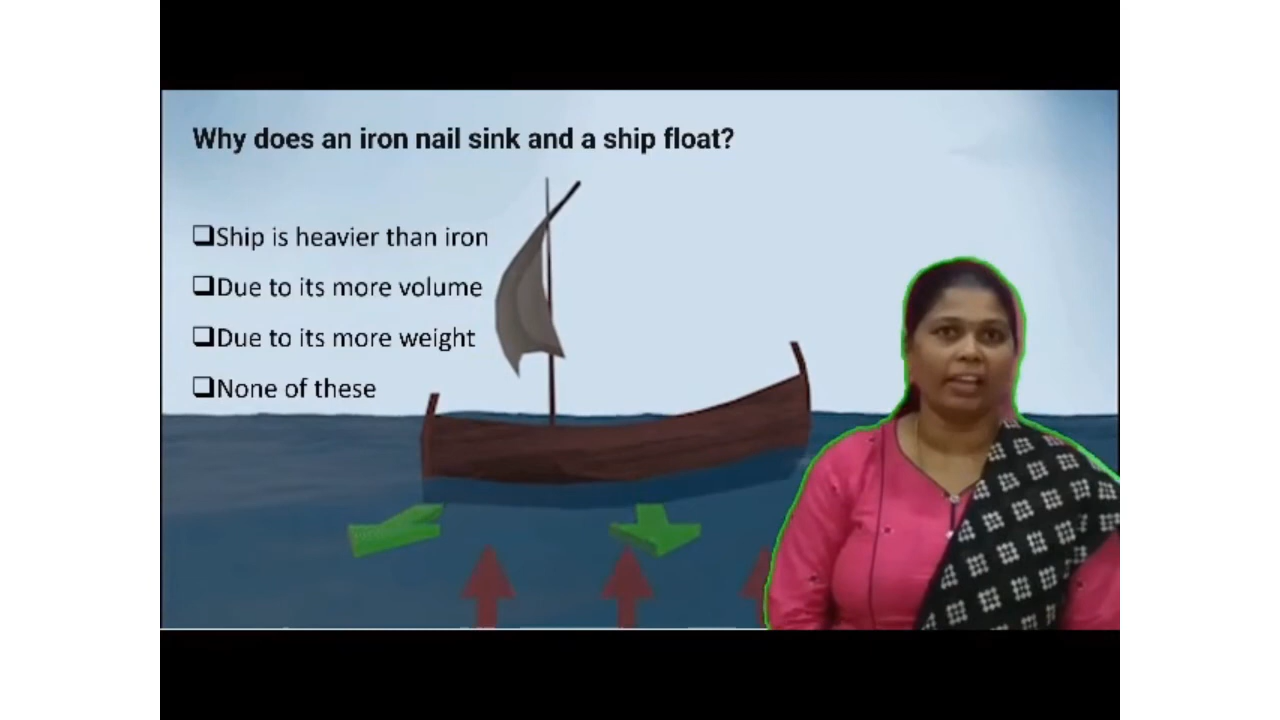 Why does an iron nail sink and a ship float?
❑Ship is heavier than iron
❑Due to its more volume
❑Due to its more weight
❑None of these